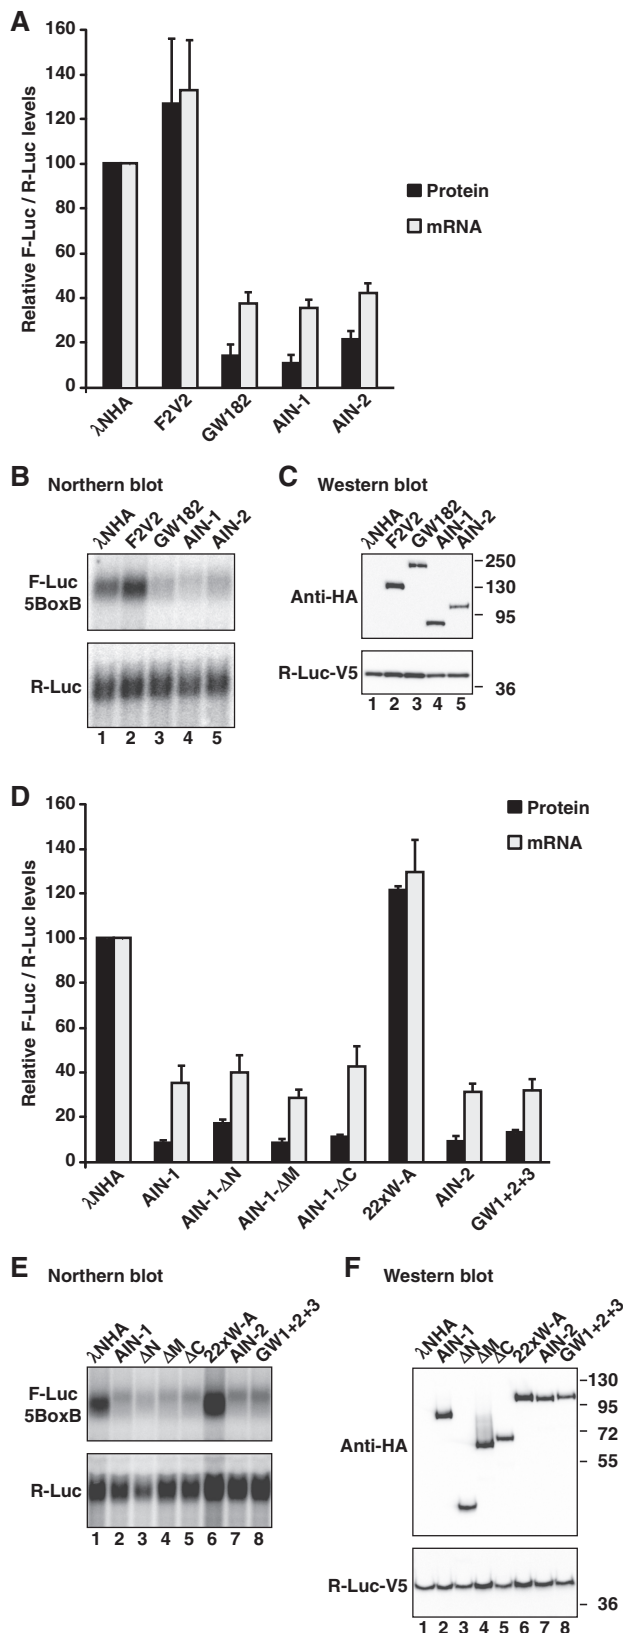 A
160
140
120
100
80
60
40
20
0
Relative F-Luc / R-Luc levels
Protein
mRNA
λNHA
F2V2
GW182
AIN-1
AIN-2
B Northern blot
λNHA
F2V2
GW182
AIN-1
AIN-2
F-Luc
5BoxB
R-Luc
1 2 3 4 5
C Western blot
λNHA
F2V2
GW182
AIN-1
AIN-2
Anti-HA
250
130
95
R-Luc-V5
36
1 2 3 4 5
D
160
140
120
100
80
60
40
20
0
Relative F-Luc / R-Luc levels
Protein
mRNA
λNHA
AIN-1
AIN-1-ΔN
AIN-1-ΔM
AIN-1-ΔC
22xW-A
AIN-2
GW1+2+3
E Northern blot
λNHA
AIN-1
ΔN
ΔM
ΔC
22xW-A
AIN-2
GW1+2+3
F-Luc
5BoxB
R-Luc
1 2 3 4 5 6 7 8
F Western blot
λNHA
AIN-1
ΔN
ΔM
ΔC
22xW-A
AIN-2
GW1+2+3
Anti-HA
130
95
72
55
R-Luc-V5
36
1 2 3 4 5 6 7 8